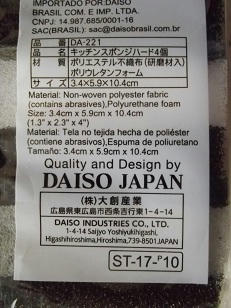 IMPORTADO POR:DAISO
BRASIL COM. E IMP. LTDA.
CNPJ: 14.987.685/0001-16
SAC(BRASIL): sac@daisobrasil.com.br
品番 DA-221
品名 キッチンスポンジハード4個
材質 ポリエステル不織布(研磨材入)
ポリウレタンフォーム
サイズ 3.4×5.9×10.4cm
Material: Non-woven polyester fabric
(contains abrasives),Polyurethane foam
Size: 3.4cm x 5.9cm x 10.4cm
(1.3" x 2.3" x 4")
Material: Tela no tejida hecha de poliéster
(contiene abrasivos),Espuma de poliuretano
Tamaño: 3.4cm x 5.9cm x 10.4cm
Quality and Design by
DAISO JAPAN
(株)大創産業
広島県東広島市西条吉行東1-4-14
DAISO INDUSTRIES CO., LTD.
1-4-14 Saijyo Yoshiyukihigashi,
Higashihiroshima,Hiroshima,739-8501,JAPAN
ST-17-P10